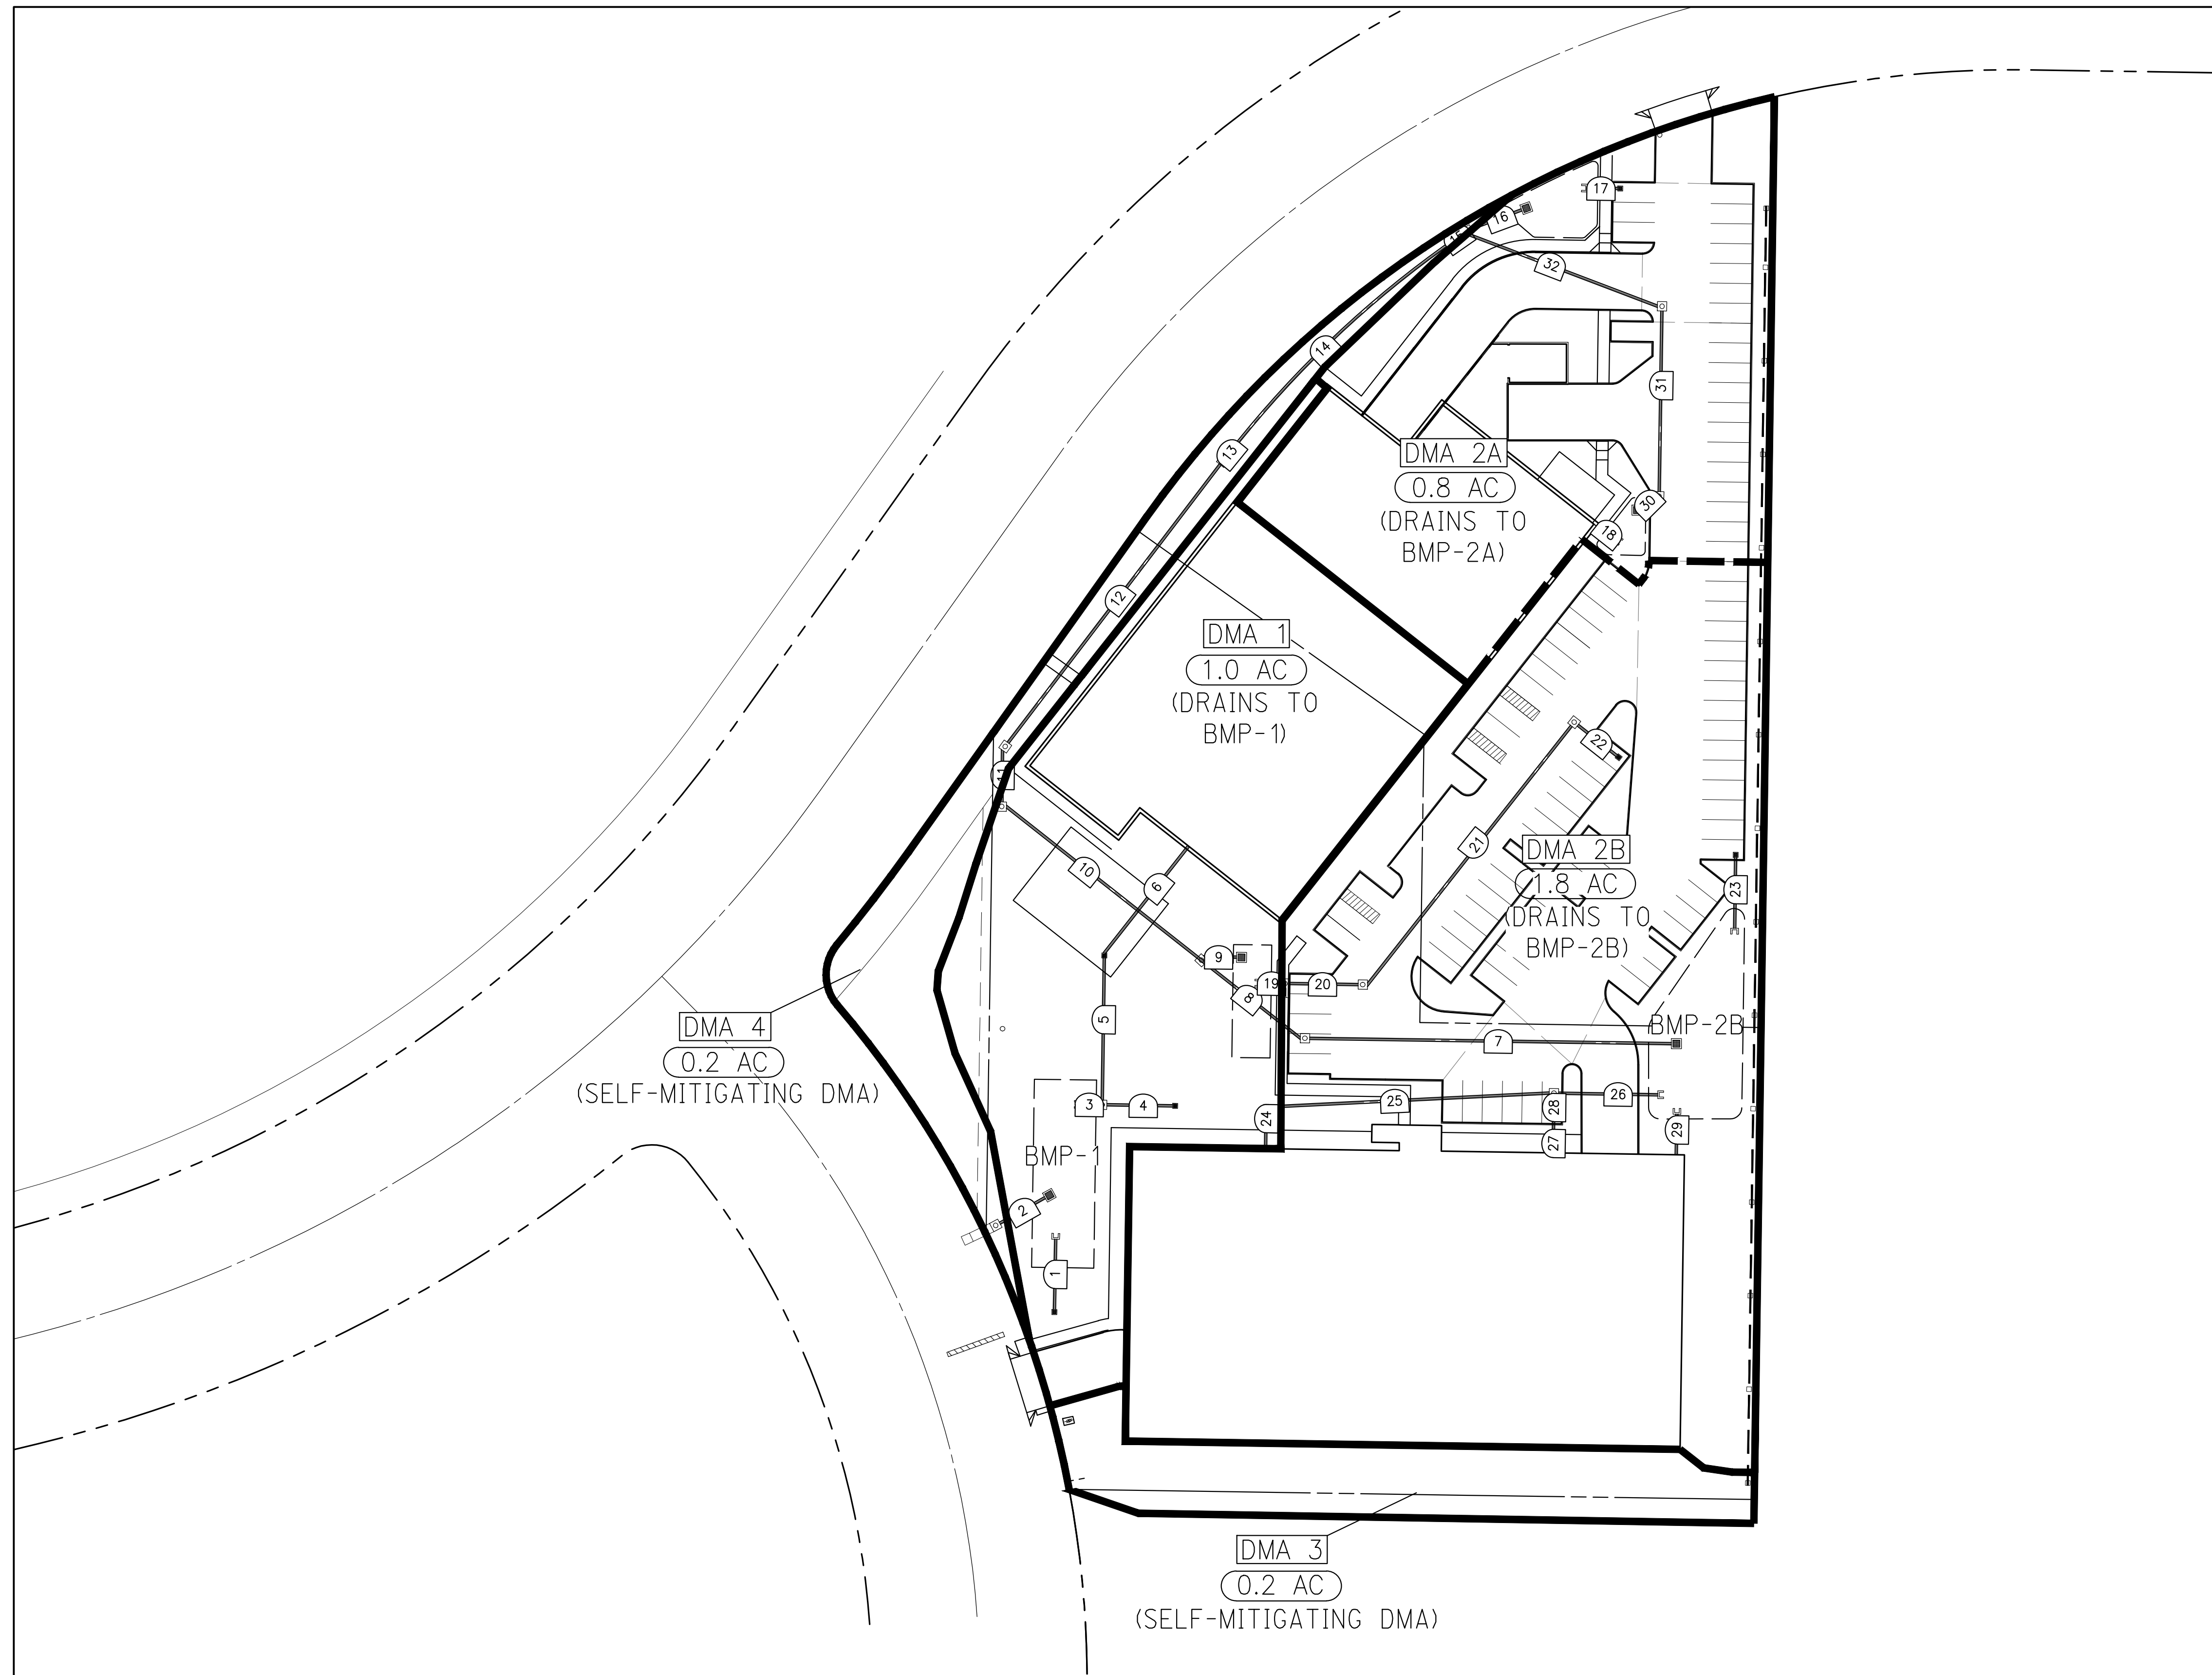 17
16
15
32
14
31
13
DMA 2A
0.8 AC
(DRAINS TO
BMP-2A)
30
18
12
DMA 1
1.0 AC
(DRAINS TO
BMP-1)
22
11
21
DMA 2B
1.8 AC
(DRAINS TO
BMP-2B)
10
6
23
9
19
20
8
5
DMA 4
0.2 AC
(SELF-MITIGATING DMA)
BMP-2B
7
3
4
24
25
28
26
27
29
BMP-1
2
1
DMA 3
0.2 AC
(SELF-MITIGATING DMA)